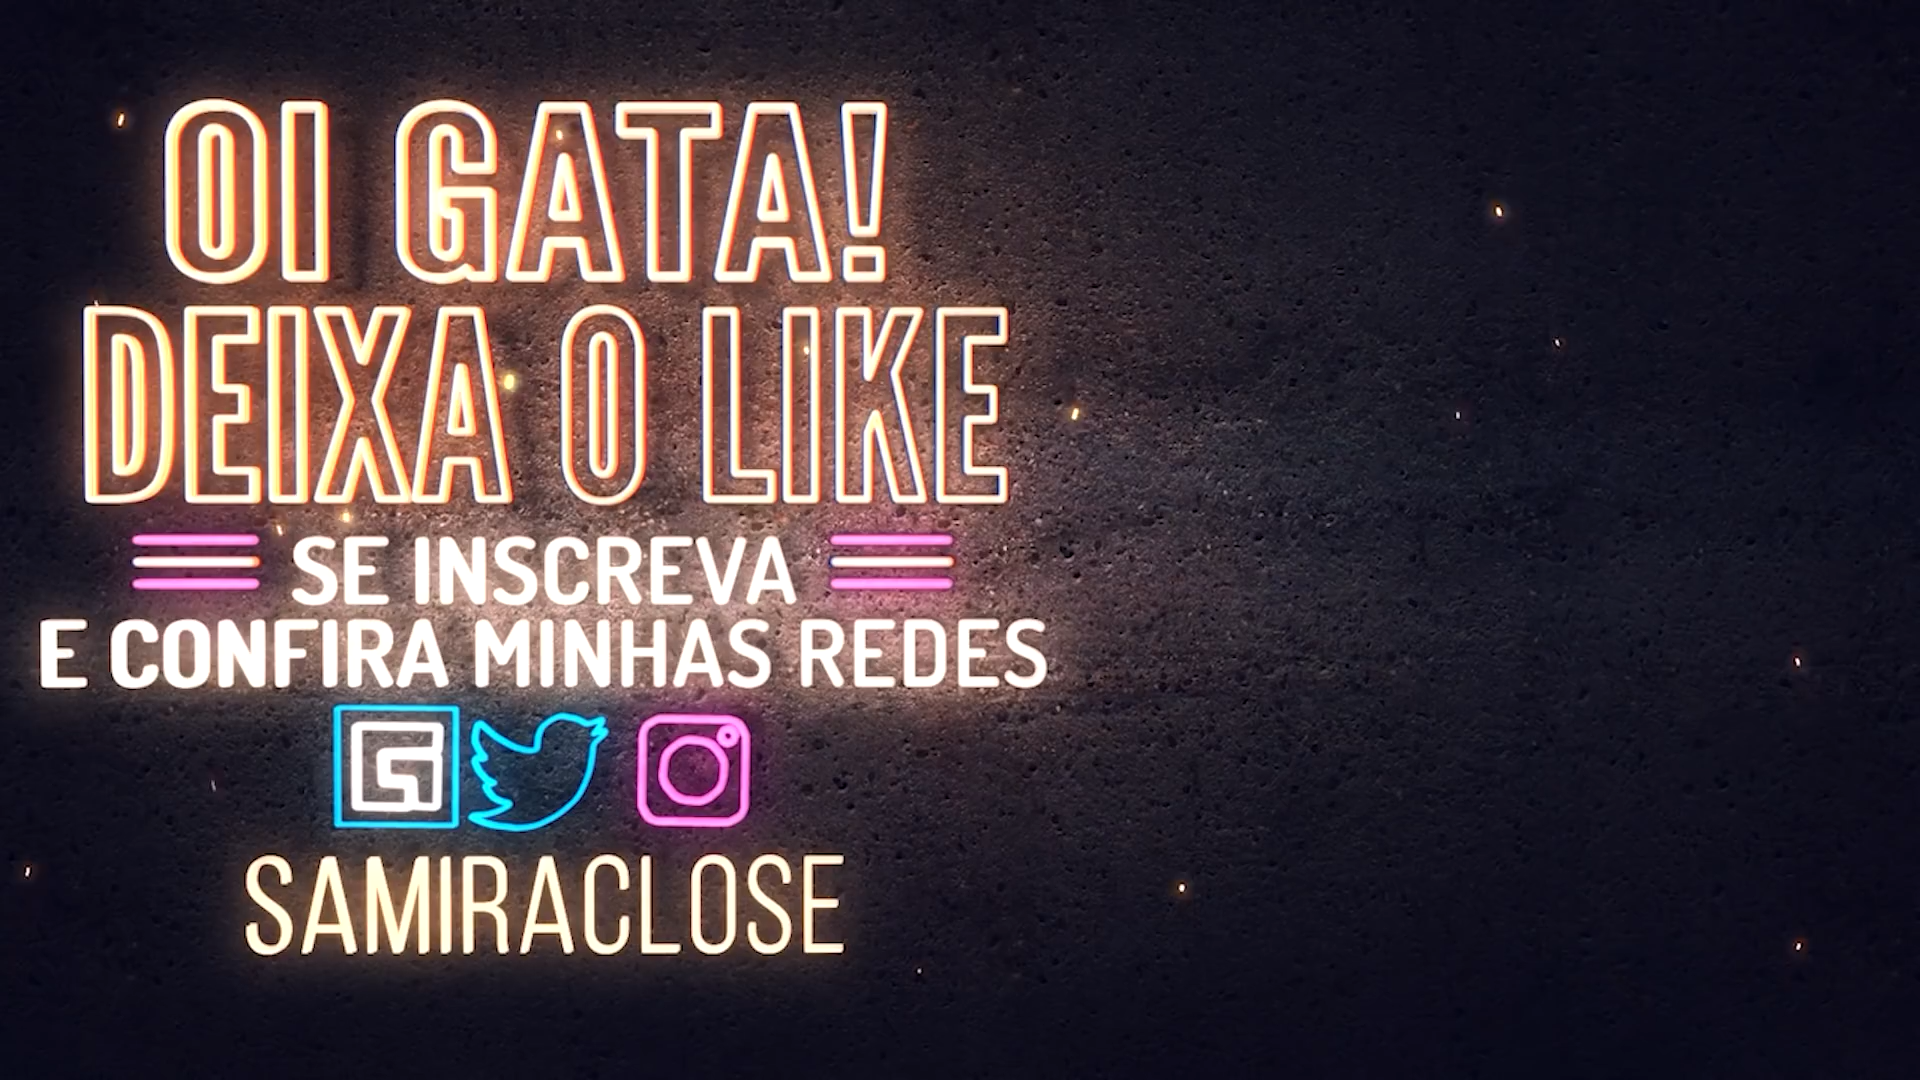 OI GATA!
DEIXA O LIKE
SE INSCREVA
E CONFIRA MINHAS REDES
SAMIRACLOSE